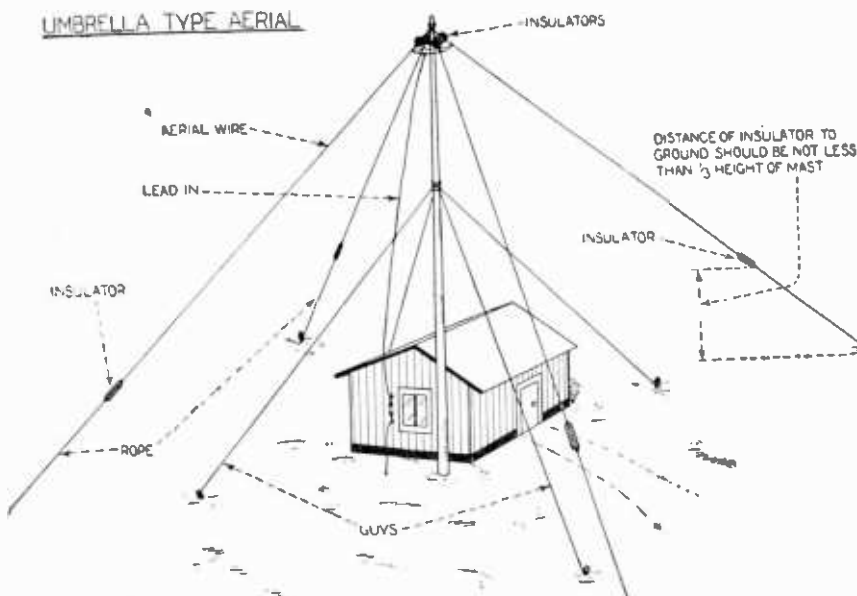 UMBRELLA TYPE AERIAL
INSULATORS
AERIAL WIRE
DISTANCE OF INSULATOR TO
GROUND SHOULD BE NOT LESS
THAN 1/3 HEIGHT OF MAST
LEAD IN
INSULATOR
INSULATOR
ROPE
GUYS